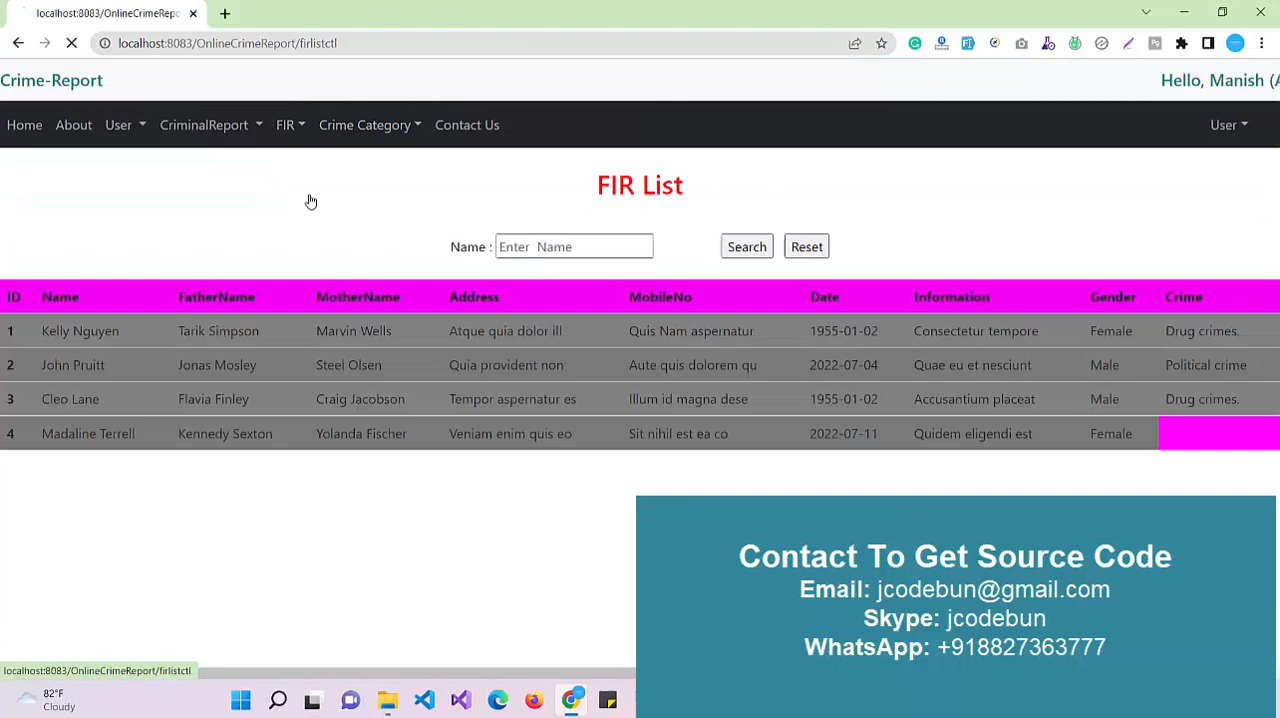 localhost:8083/OnlineCrimeRepo
localhost:8083/OnlineCrimeReport/firlistctl
Crime-Report
Hello, Manish (A
Home About User CriminalReport FIR Crime Category Contact Us User
FIR List
Name : Enter Name Search Reset
ID Name FatherName MotherName Address MobileNo Date Information Gender Crime
1 Kelly Nguyen Tarik Simpson Marvin Wells Atque quia dolor ill Quis Nam aspernatur 1955-01-02 Consectetur tempore Female Drug crimes.
2 John Pruitt Jonas Mosley Steel Olsen Quia provident non Aute quis dolorem qu 2022-07-04 Quae eu et nesciunt Male Political crime
3 Cleo Lane Flavia Finley Craig Jacobson Tempor aspernatur es Illum id magna dese 1955-01-02 Accusantium placeat Male Drug crimes.
4 Madaline Terrell Kennedy Sexton Yolanda Fischer Veniam enim quis eo Sit nihil est ea co 2022-07-11 Quidem eligendi est Female
Contact To Get Source Code
Email: jcodebun@gmail.com
Skype: jcodebun
WhatsApp: +918827363777
localhost:8083/OnlineCrimeReport/firlistctl
82°F
Cloudy